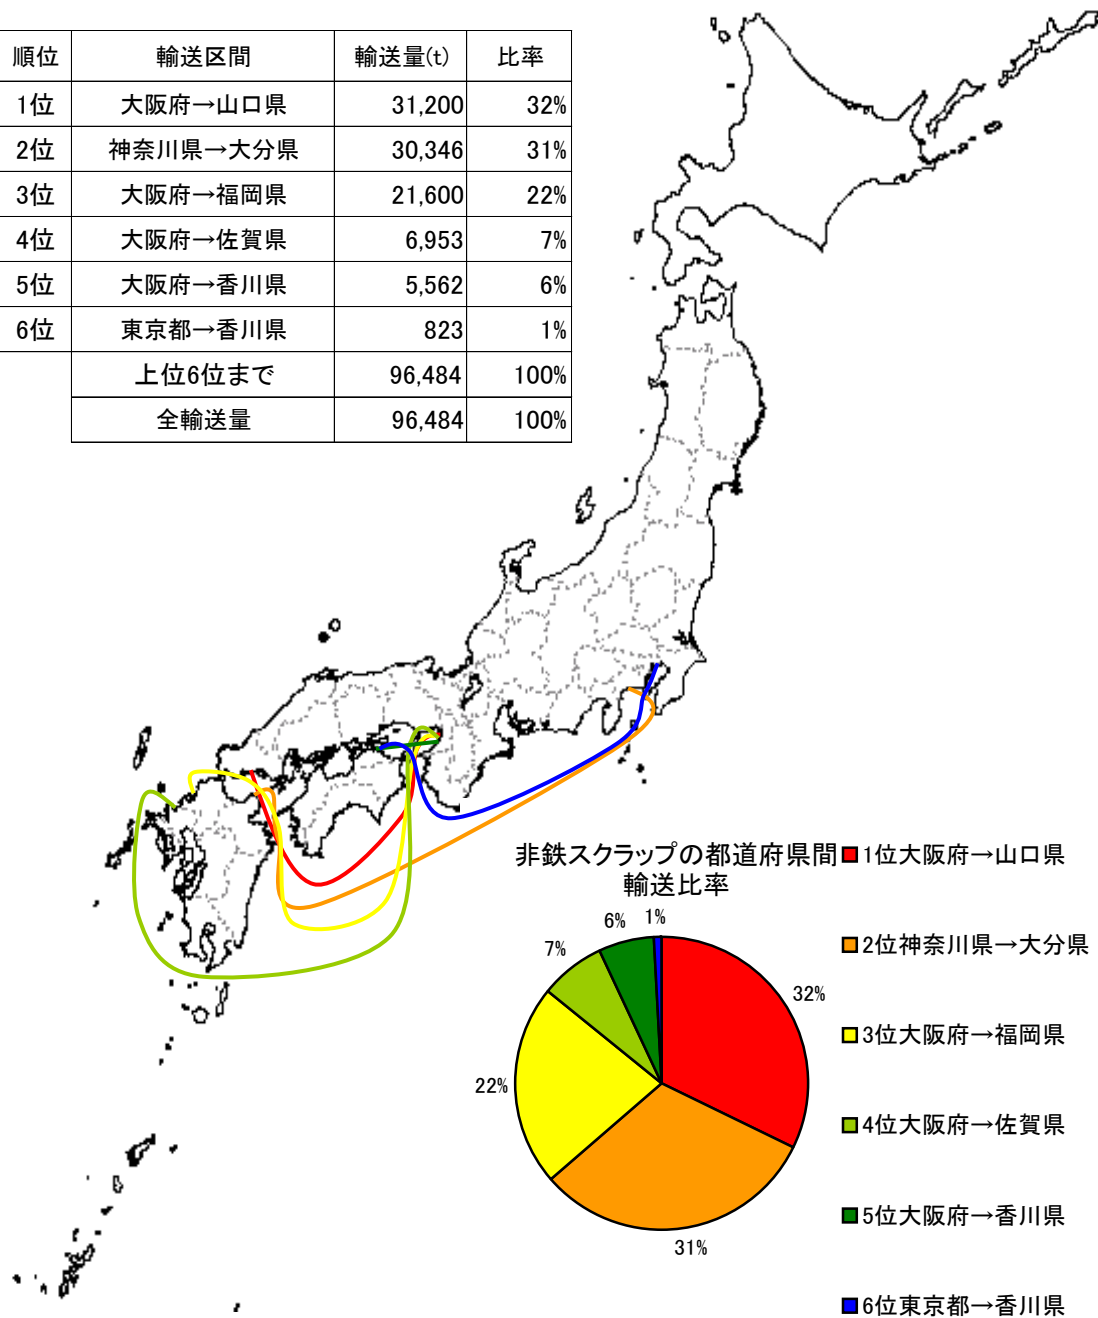 順位 輸送区間 輸送量(t) 比率
1位 大阪府→山口県 31,200 32%
2位 神奈川県→大分県 30,346 31%
3位 大阪府→福岡県 21,600 22%
4位 大阪府→佐賀県 6,953 7%
5位 大阪府→香川県 5,562 6%
6位 東京都→香川県 823 1%
上位6位まで 96,484 100%
全輸送量 96,484 100%
非鉄スクラップの都道府県間
輸送比率
32%
31%
22%
7%
6%
1%
1位大阪府→山口県
2位神奈川県→大分県
3位大阪府→福岡県
4位大阪府→佐賀県
5位大阪府→香川県
6位東京都→香川県